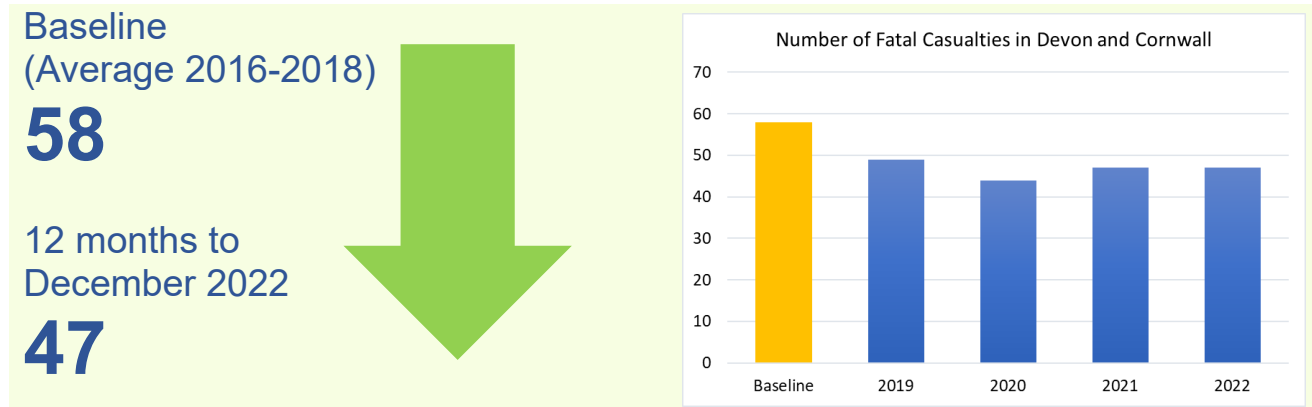 Baseline
(Average 2016-2018)
58
12 months to
December 2022
47
Number of Fatal Casualties in Devon and Cornwall
70
60
50
40
30
20
10
0
Baseline 2019 2020 2021 2022